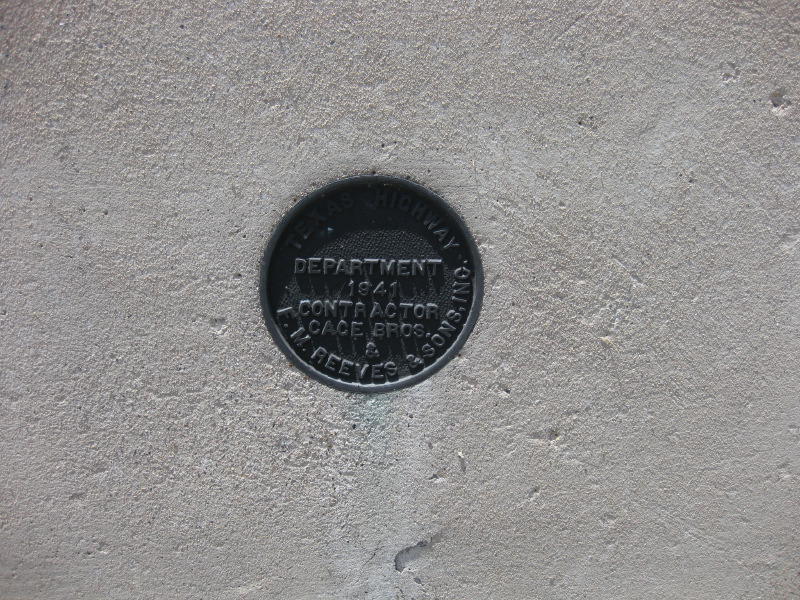 TEXAS HIGHWAY
DEPARTMENT
1941
CONTRACTOR
CAGE BROS.
&
F. M. REEVES & SONS, INC.